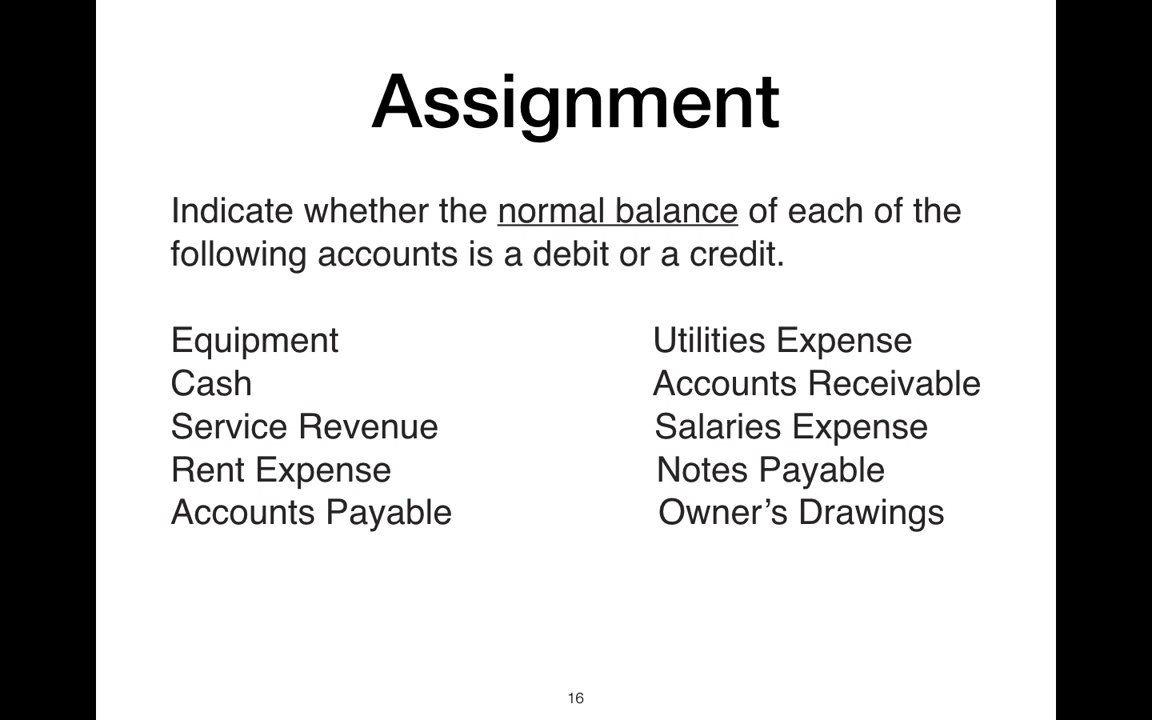 Assignment
Indicate whether the normal balance of each of the
following accounts is a debit or a credit.
Equipment Utilities Expense
Cash Accounts Receivable
Service Revenue Salaries Expense
Rent Expense Notes Payable
Accounts Payable Owner’s Drawings
16